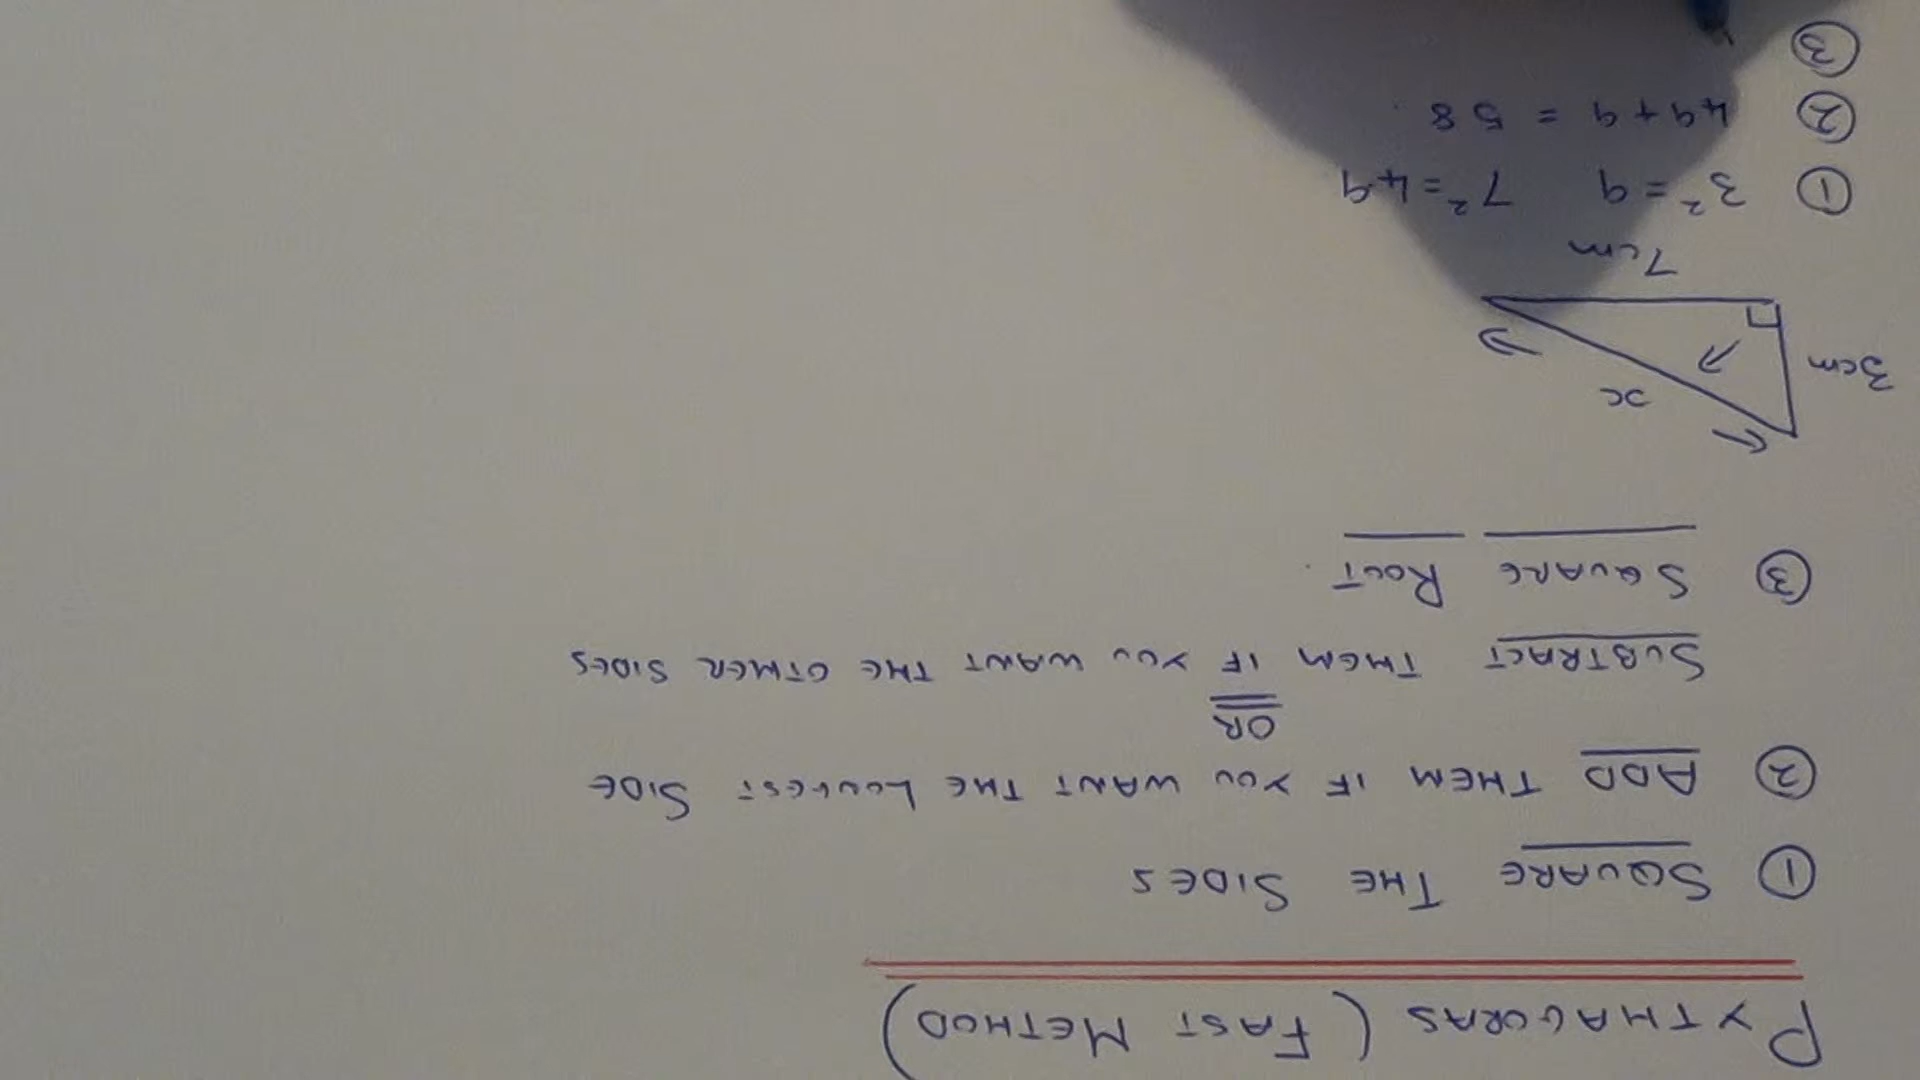 PYTHAGORAS (FAST METHOD)
① SQUARE THE SIDES
② ADD THEM IF YOU WANT THE LONGEST SIDE
OR
SUBTRACT THEM IF YOU WANT THE OTHER SIDES
③ SQUARE ROOT.
x
3cm
7cm
① 3² = 9 7² = 49
② 49 + 9 = 58.
③